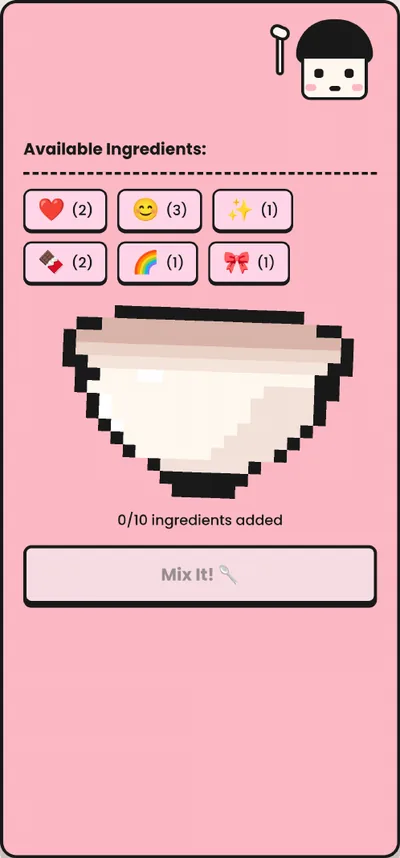 Available Ingredients:
❤️ (2) 😊 (3) ✨ (1)
🍫 (2) 🌈 (1) 🎀 (1)
0/10 ingredients added
Mix It! 🥄